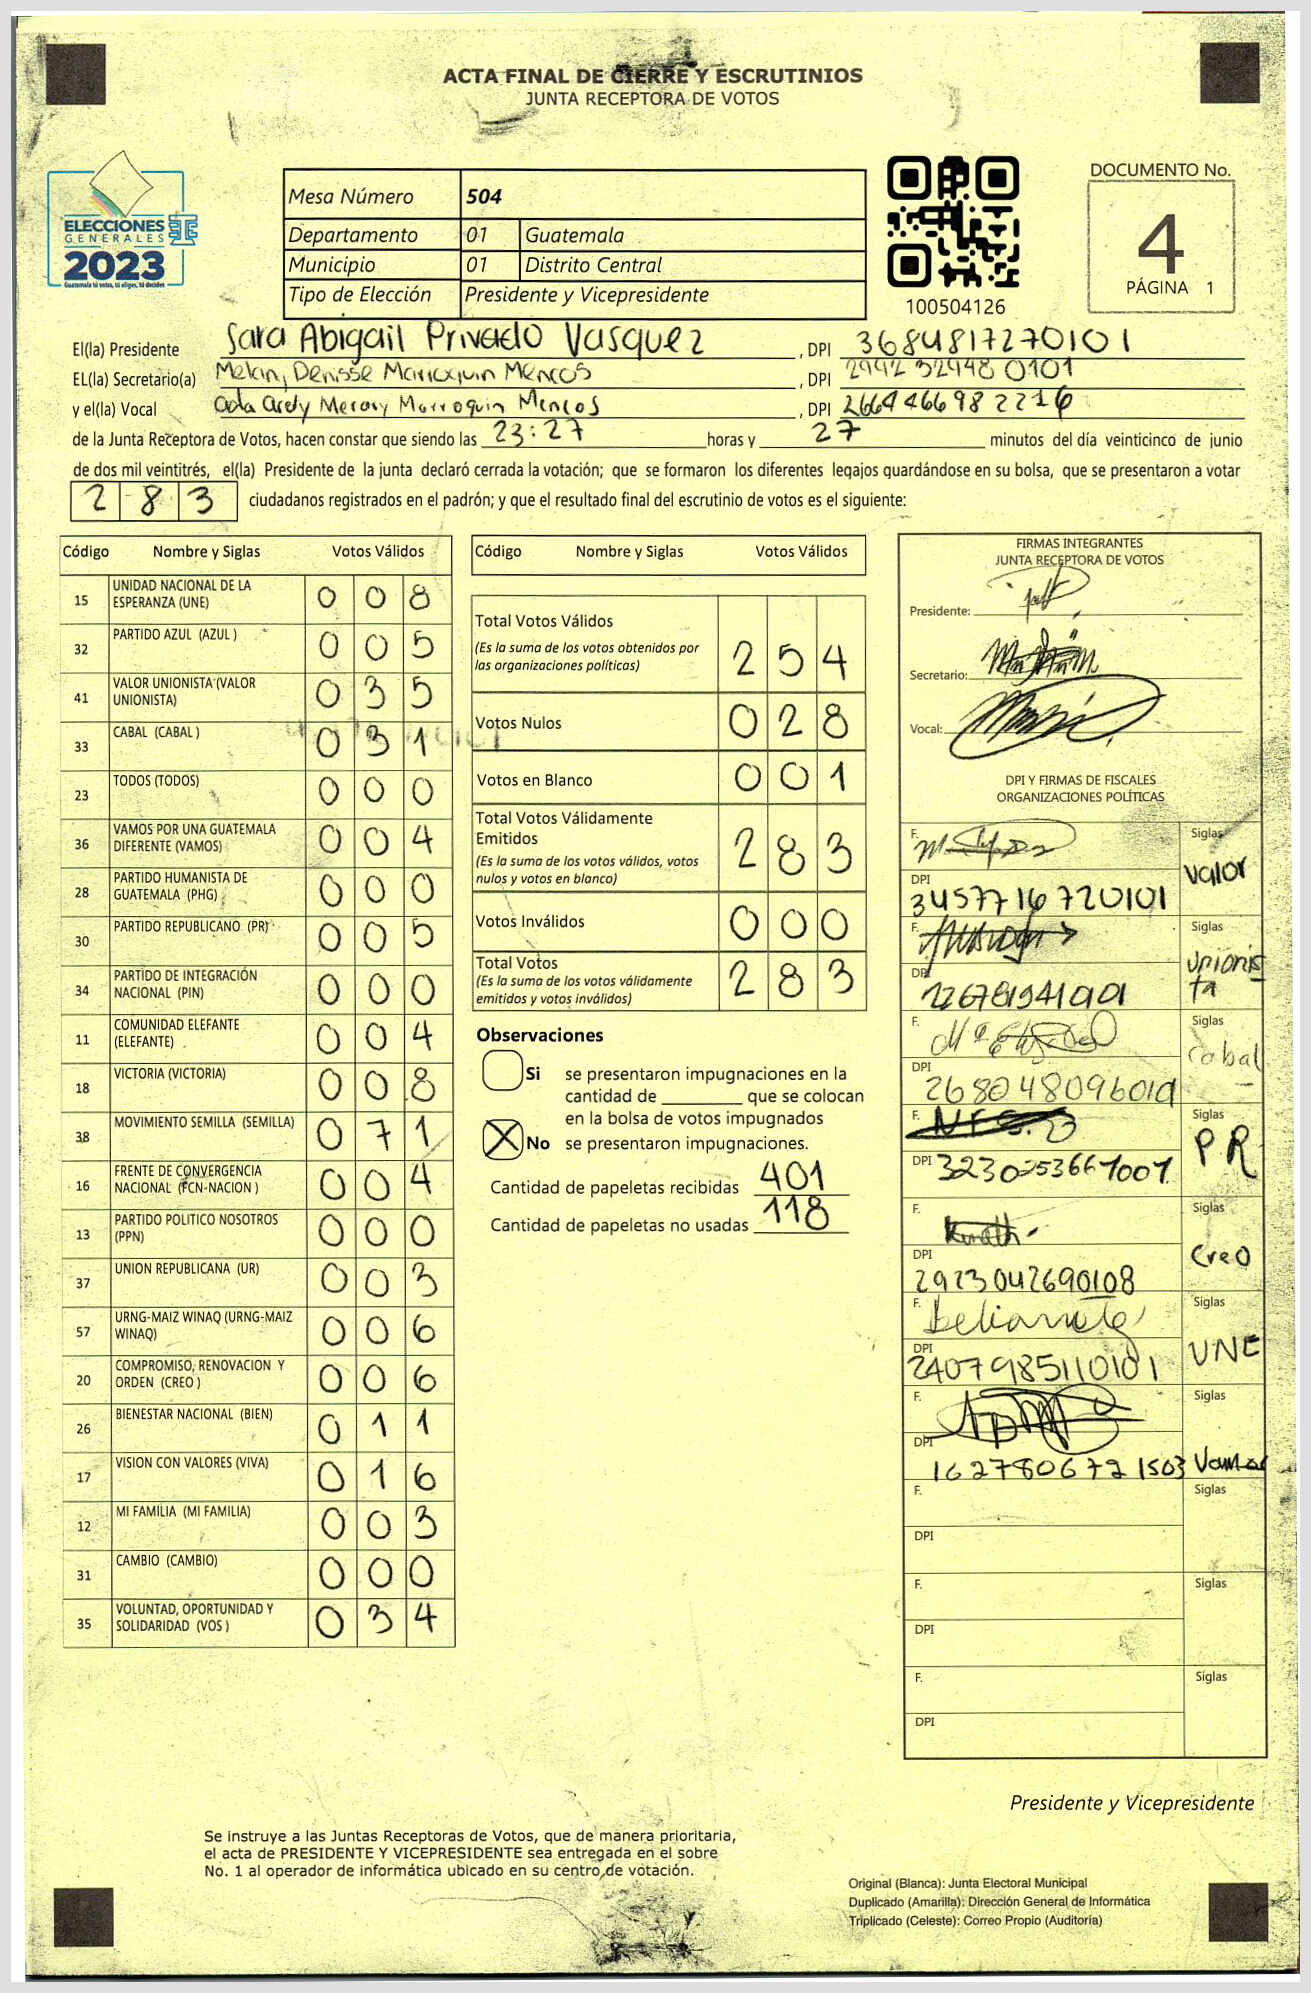 ACTA FINAL DE CIERRE Y ESCRUTINIOS
JUNTA RECEPTORA DE VOTOS
ELECCIONES
GENERALES
2023
Guatemala tú votas, tú eliges, tú decides
Mesa Número 504
Departamento 01 Guatemala
Municipio 01 Distrito Central
Tipo de Elección Presidente y Vicepresidente
100504126
DOCUMENTO No.
4
PÁGINA 1
El(la) Presidente Sara Abigail Privado Vasquez, DPI 3684817270101
EL(la) Secretario(a) Denisse Marroquin Mencos, DPI 2942329480101
y el(la) Vocal Marroquin Mencos, DPI 2664466982216
de la Junta Receptora de Votos, hacen constar que siendo las 23:27 horas y 27 minutos del día veinticinco de junio
de dos mil veintitrés, el(la) Presidente de la junta declaró cerrada la votación; que se formaron los diferentes legajos guardándose en su bolsa, que se presentaron a votar
283 ciudadanos registrados en el padrón; y que el resultado final del escrutinio de votos es el siguiente:
Código Nombre y Siglas Votos Válidos
15 UNIDAD NACIONAL DE LA ESPERANZA (UNE) 0 0 8
32 PARTIDO AZUL (AZUL ) 0 0 5
41 VALOR UNIONISTA (VALOR UNIONISTA) 0 3 5
33 CABAL (CABAL ) 0 3 1
23 TODOS (TODOS) 0 0 0
36 VAMOS POR UNA GUATEMALA DIFERENTE (VAMOS) 0 0 4
28 PARTIDO HUMANISTA DE GUATEMALA (PHG) 0 0 0
30 PARTIDO REPUBLICANO (PR) 0 0 5
34 PARTIDO DE INTEGRACIÓN NACIONAL (PIN) 0 0 0
11 COMUNIDAD ELEFANTE (ELEFANTE) 0 0 4
18 VICTORIA (VICTORIA) 0 0 8
38 MOVIMIENTO SEMILLA (SEMILLA) 0 7 1
16 FRENTE DE CONVERGENCIA NACIONAL (FCN-NACION ) 0 0 4
13 PARTIDO POLITICO NOSOTROS (PPN) 0 0 0
37 UNION REPUBLICANA (UR) 0 0 3
57 URNG-MAIZ WINAQ (URNG-MAIZ WINAQ) 0 0 6
20 COMPROMISO, RENOVACION Y ORDEN (CREO ) 0 0 6
26 BIENESTAR NACIONAL (BIEN) 0 1 1
17 VISION CON VALORES (VIVA) 0 1 6
12 MI FAMILIA (MI FAMILIA) 0 0 3
31 CAMBIO (CAMBIO) 0 0 0
35 VOLUNTAD, OPORTUNIDAD Y SOLIDARIDAD (VOS ) 0 3 4
Código Nombre y Siglas Votos Válidos
Total Votos Válidos 2 5 4
(Es la suma de los votos obtenidos por
las organizaciones políticas)
Votos Nulos 0 2 8
Votos en Blanco 0 0 1
Total Votos Válidamente
Emitidos 2 8 3
(Es la suma de los votos válidos, votos
nulos y votos en blanco)
Votos Inválidos 0 0 0
Total Votos 2 8 3
(Es la suma de los votos válidamente
emitidos y votos inválidos)
Observaciones
Si se presentaron impugnaciones en la
cantidad de ________ que se colocan
en la bolsa de votos impugnados
X No se presentaron impugnaciones.
Cantidad de papeletas recibidas 401
Cantidad de papeletas no usadas 118
FIRMAS INTEGRANTES
JUNTA RECEPTORA DE VOTOS
Presidente:
Secretario:
Vocal:
DPI Y FIRMAS DE FISCALES
ORGANIZACIONES POLÍTICAS
F. Siglas Valor
DPI 3457716720101
F. Siglas Unionista
DPI
F. Siglas cabal
DPI
F. Siglas PR
DPI 3230253661001
F. Siglas Creo
DPI 2923042690108
F. Siglas UNE
DPI 2407985110101
F. Siglas Vamos
DPI 1627806721503
F. Siglas
DPI
F. Siglas
DPI
F. Siglas
DPI
Presidente y Vicepresidente
Se instruye a las Juntas Receptoras de Votos, que de manera prioritaria,
el acta de PRESIDENTE Y VICEPRESIDENTE sea entregada en el sobre
No. 1 al operador de informática ubicado en su centro de votación.
Original (Blanca): Junta Electoral Municipal
Duplicado (Amarilla): Dirección General de Informática
Triplicado (Celeste): Correo Propio (Auditoría)